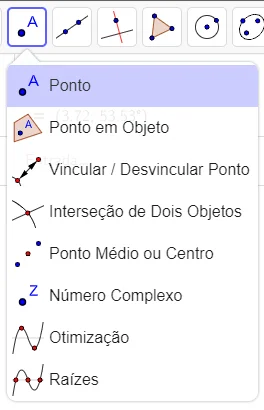 A
A
Ponto
A
Ponto em Objeto
Vincular / Desvincular Ponto
Interseção de Dois Objetos
Ponto Médio ou Centro
Z
Número Complexo
Otimização
Raízes